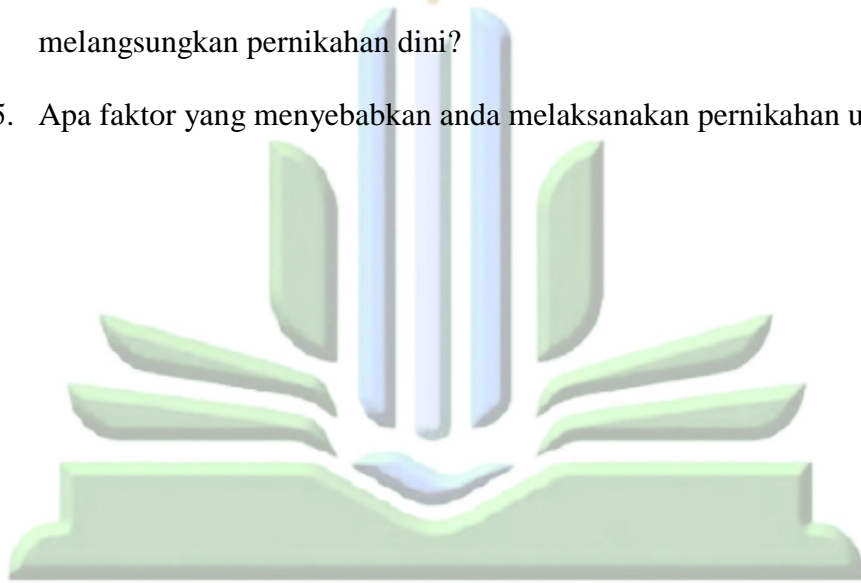 melangsungkan pernikahan dini?
5. Apa faktor yang menyebabkan anda melaksanakan pernikahan u